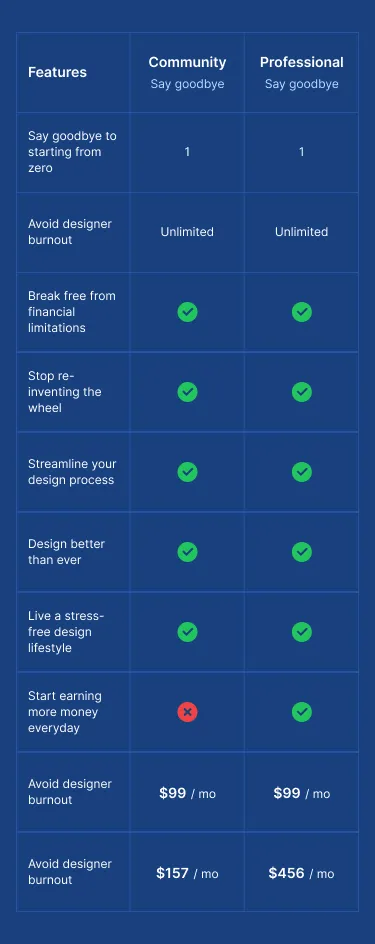 Features
Community
Say goodbye
Professional
Say goodbye
Say goodbye to
starting from
zero
1
1
Avoid designer
burnout
Unlimited
Unlimited
Break free from
financial
limitations
Stop re-
inventing the
wheel
Streamline your
design process
Design better
than ever
Live a stress-
free design
lifestyle
Start earning
more money
everyday
Avoid designer
burnout
$99 / mo
$99 / mo
Avoid designer
burnout
$157 / mo
$456 / mo